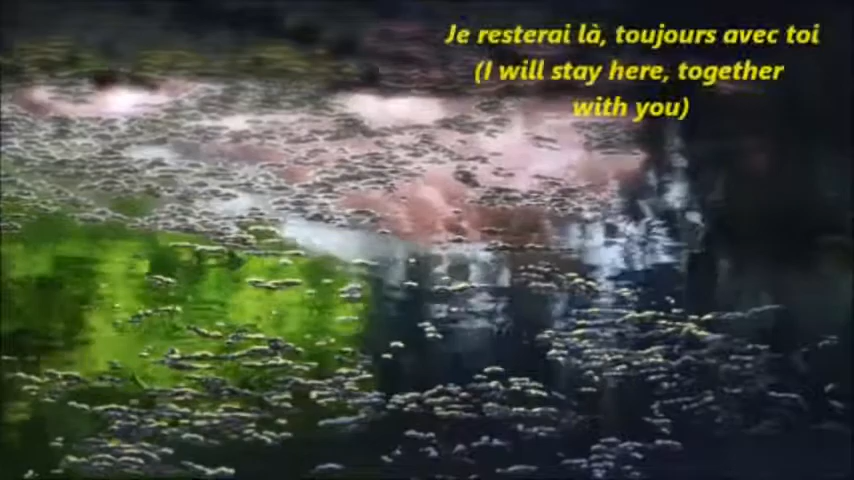 Je resterai là, toujours avec toi
(I will stay here, together
with you)